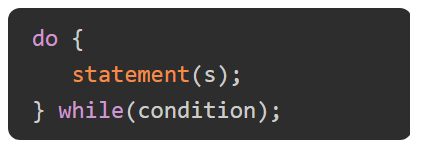 do {
   statement(s);
} while(condition);